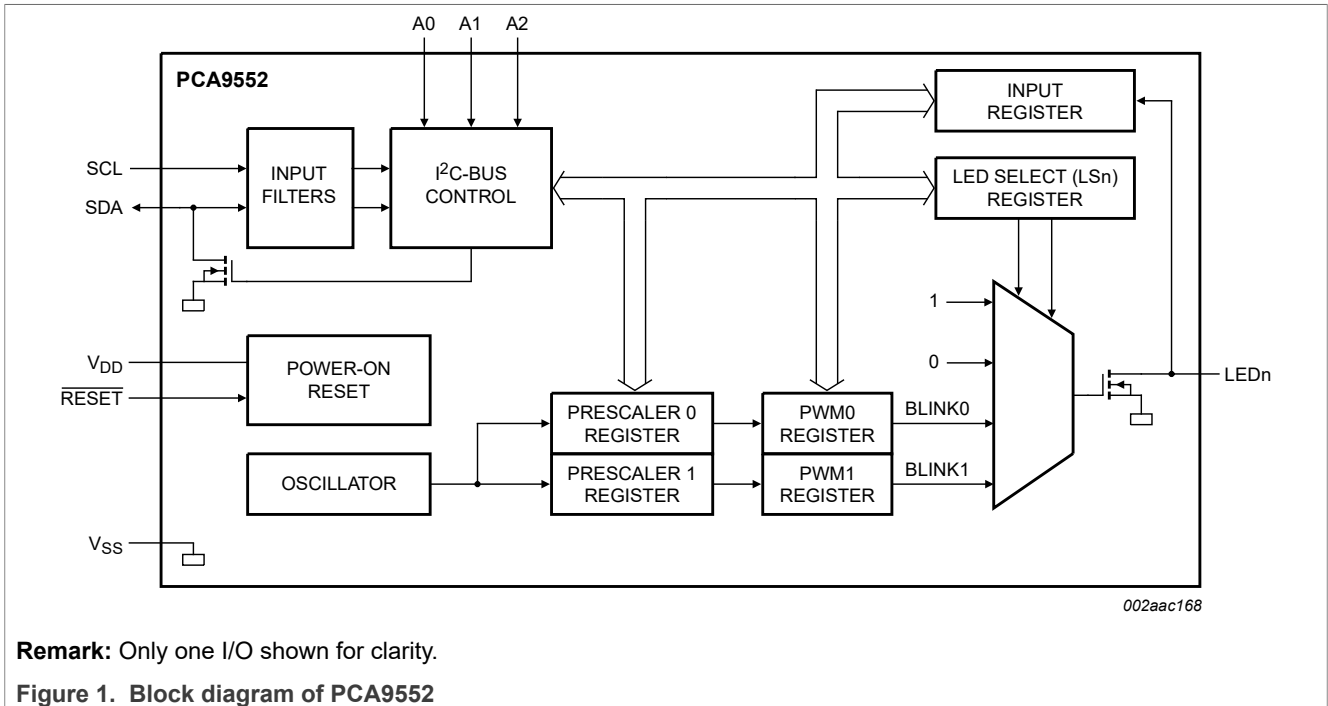 A0 A1 A2
PCA9552
INPUT
REGISTER
SCL
SDA
INPUT
FILTERS
I²C-BUS
CONTROL
LED SELECT (LSn)
REGISTER
1
0
V_DD
RESET
POWER-ON
RESET
LEDn
PRESCALER 0
REGISTER
PWM0
REGISTER
BLINK0
OSCILLATOR
PRESCALER 1
REGISTER
PWM1
REGISTER
BLINK1
V_SS
002aac168
Remark: Only one I/O shown for clarity.
Figure 1. Block diagram of PCA9552